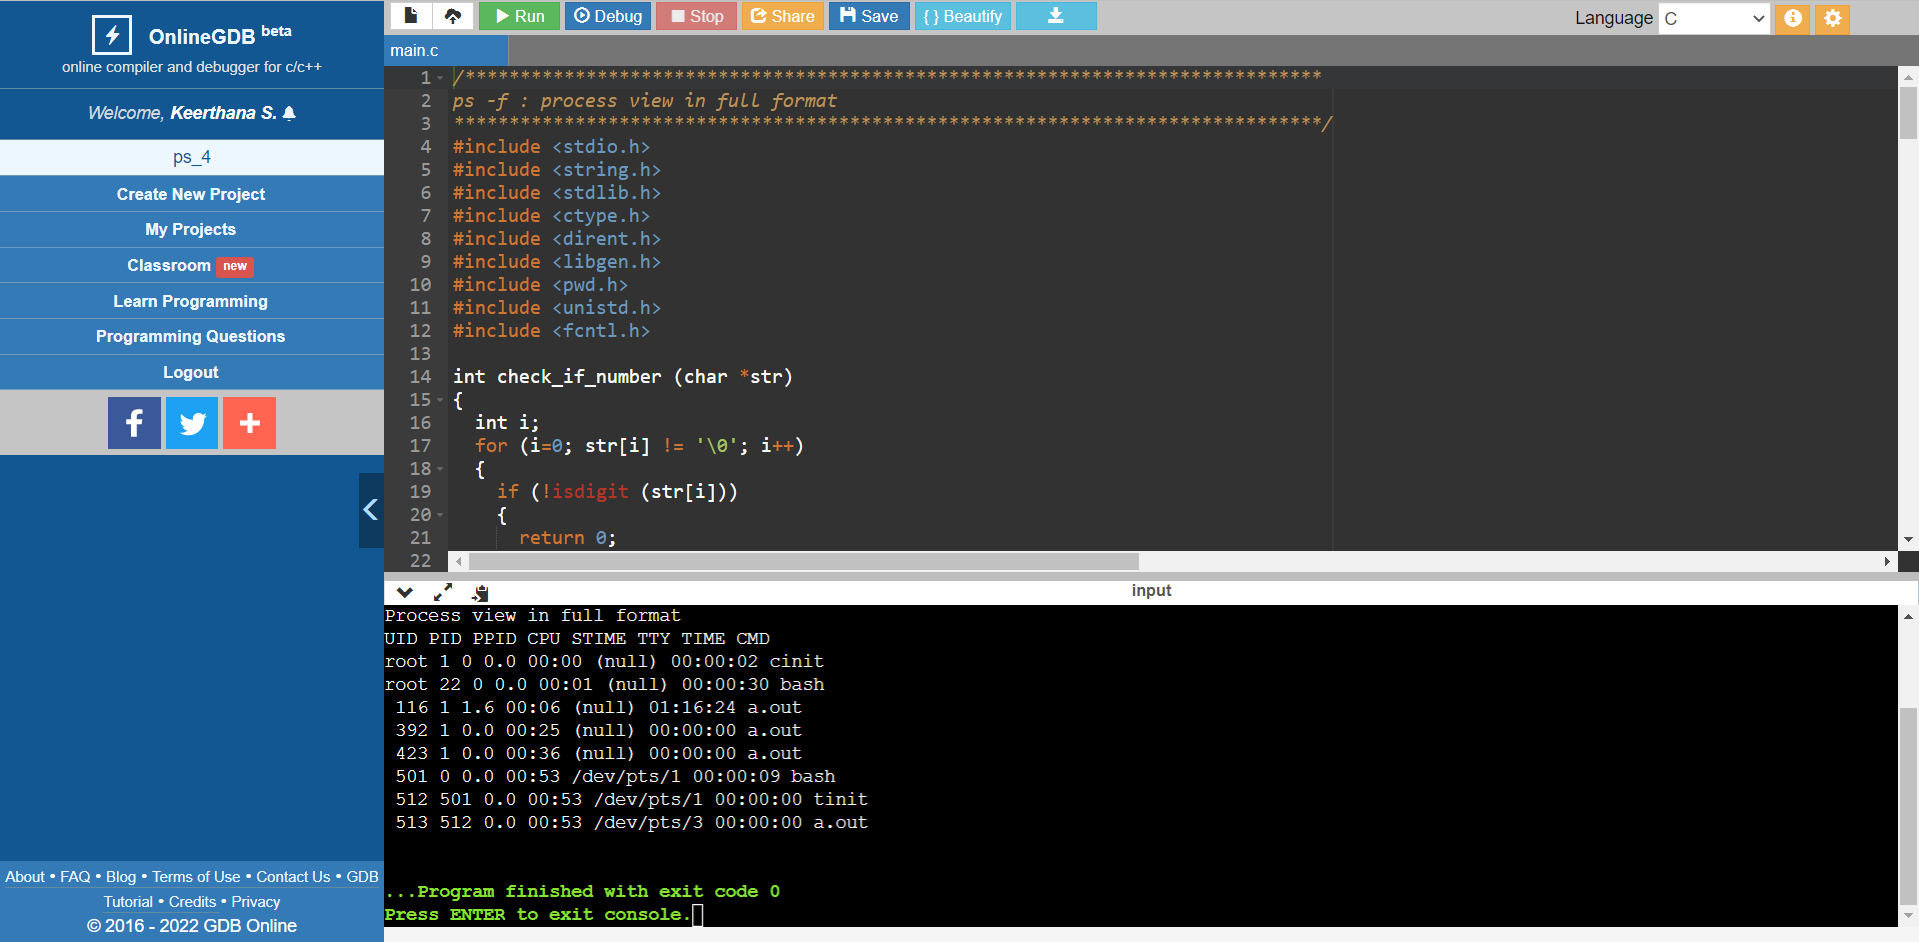 OnlineGDB beta
online compiler and debugger for c/c++
Welcome, Keerthana S.
ps_4
Create New Project
My Projects
Classroom new
Learn Programming
Programming Questions
Logout
About • FAQ • Blog • Terms of Use • Contact Us • GDB
Tutorial • Credits • Privacy
© 2016 - 2022 GDB Online
Run Debug Stop Share Save { } Beautify
Language C
main.c
1 /******************************************************************************
2 ps -f : process view in full format
3 *******************************************************************************/
4 #include <stdio.h>
5 #include <string.h>
6 #include <stdlib.h>
7 #include <ctype.h>
8 #include <dirent.h>
9 #include <libgen.h>
10 #include <pwd.h>
11 #include <unistd.h>
12 #include <fcntl.h>
13
14 int check_if_number (char *str)
15 {
16 int i;
17 for (i=0; str[i] != '\0'; i++)
18 {
19 if (!isdigit (str[i]))
20 {
21 return 0;
22
input
Process view in full format
UID PID PPID CPU STIME TTY TIME CMD
root 1 0 0.0 00:00 (null) 00:00:02 cinit
root 22 0 0.0 00:01 (null) 00:00:30 bash
116 1 1.6 00:06 (null) 01:16:24 a.out
392 1 0.0 00:25 (null) 00:00:00 a.out
423 1 0.0 00:36 (null) 00:00:00 a.out
501 0 0.0 00:53 /dev/pts/1 00:00:09 bash
512 501 0.0 00:53 /dev/pts/1 00:00:00 tinit
513 512 0.0 00:53 /dev/pts/3 00:00:00 a.out
...Program finished with exit code 0
Press ENTER to exit console.